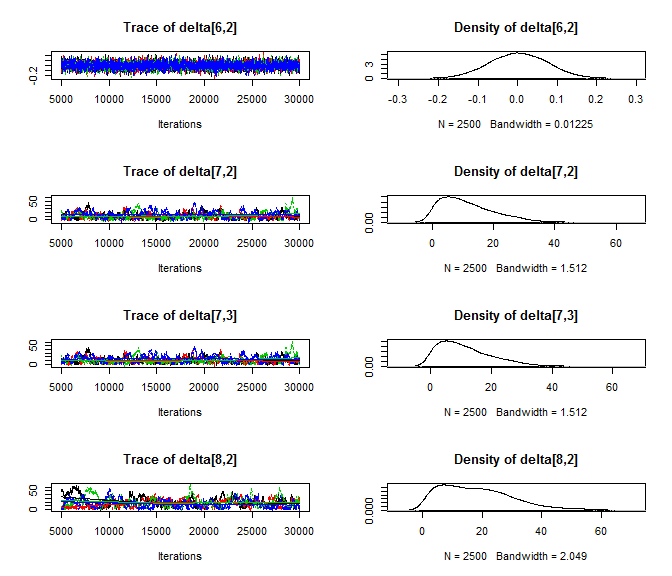 Trace of delta[6,2]
Density of delta[6,2]
-0.2
3
0
5000 10000 15000 20000 25000 30000
-0.3 -0.1 0.0 0.1 0.2 0.3
Iterations
N = 2500 Bandwidth = 0.01225
Trace of delta[7,2]
Density of delta[7,2]
50
0
0.00
5000 10000 15000 20000 25000 30000
0 20 40 60
Iterations
N = 2500 Bandwidth = 1.512
Trace of delta[7,3]
Density of delta[7,3]
50
0
0.00
5000 10000 15000 20000 25000 30000
0 20 40 60
Iterations
N = 2500 Bandwidth = 1.512
Trace of delta[8,2]
Density of delta[8,2]
50
0
0.000
5000 10000 15000 20000 25000 30000
0 20 40 60
Iterations
N = 2500 Bandwidth = 2.049